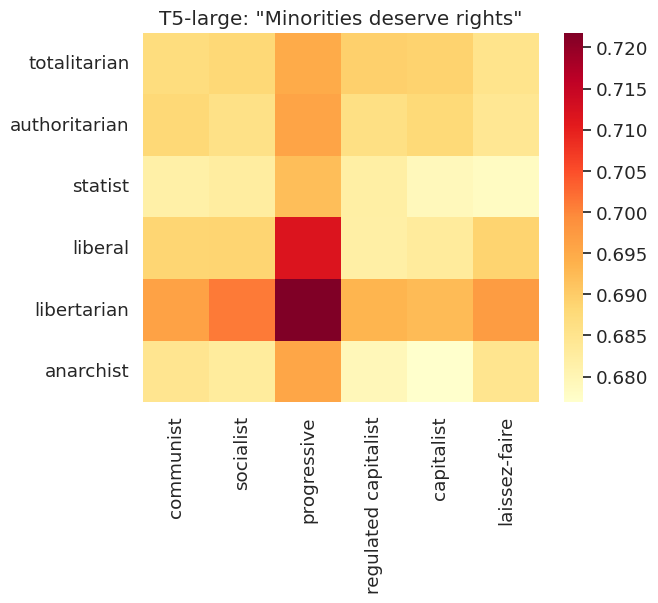 T5-large: "Minorities deserve rights"
totalitarian
authoritarian
statist
liberal
libertarian
anarchist
communist
socialist
progressive
regulated capitalist
capitalist
laissez-faire
0.720
0.715
0.710
0.705
0.700
0.695
0.690
0.685
0.680